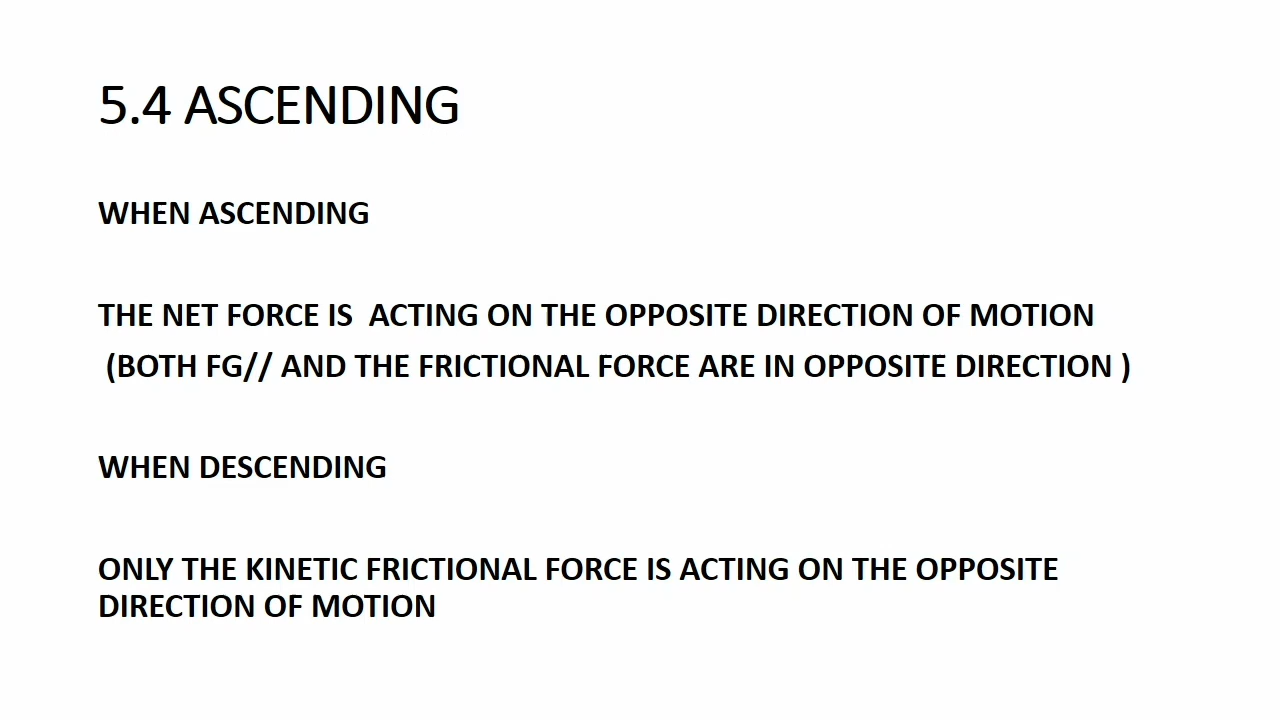 5.4 ASCENDING
WHEN ASCENDING
THE NET FORCE IS  ACTING ON THE OPPOSITE DIRECTION OF MOTION
(BOTH FG// AND THE FRICTIONAL FORCE ARE IN OPPOSITE DIRECTION )
WHEN DESCENDING
ONLY THE KINETIC FRICTIONAL FORCE IS ACTING ON THE OPPOSITE
DIRECTION OF MOTION